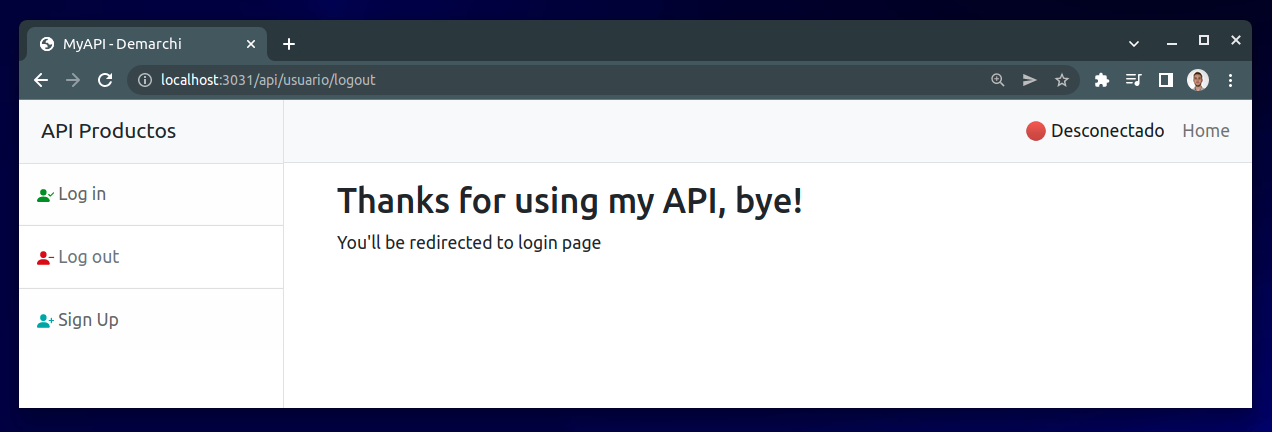 MyAPI - Demarchi
localhost:3031/api/usuario/logout
API Productos
Desconectado Home
Log in
Log out
Sign Up
Thanks for using my API, bye!
You'll be redirected to login page